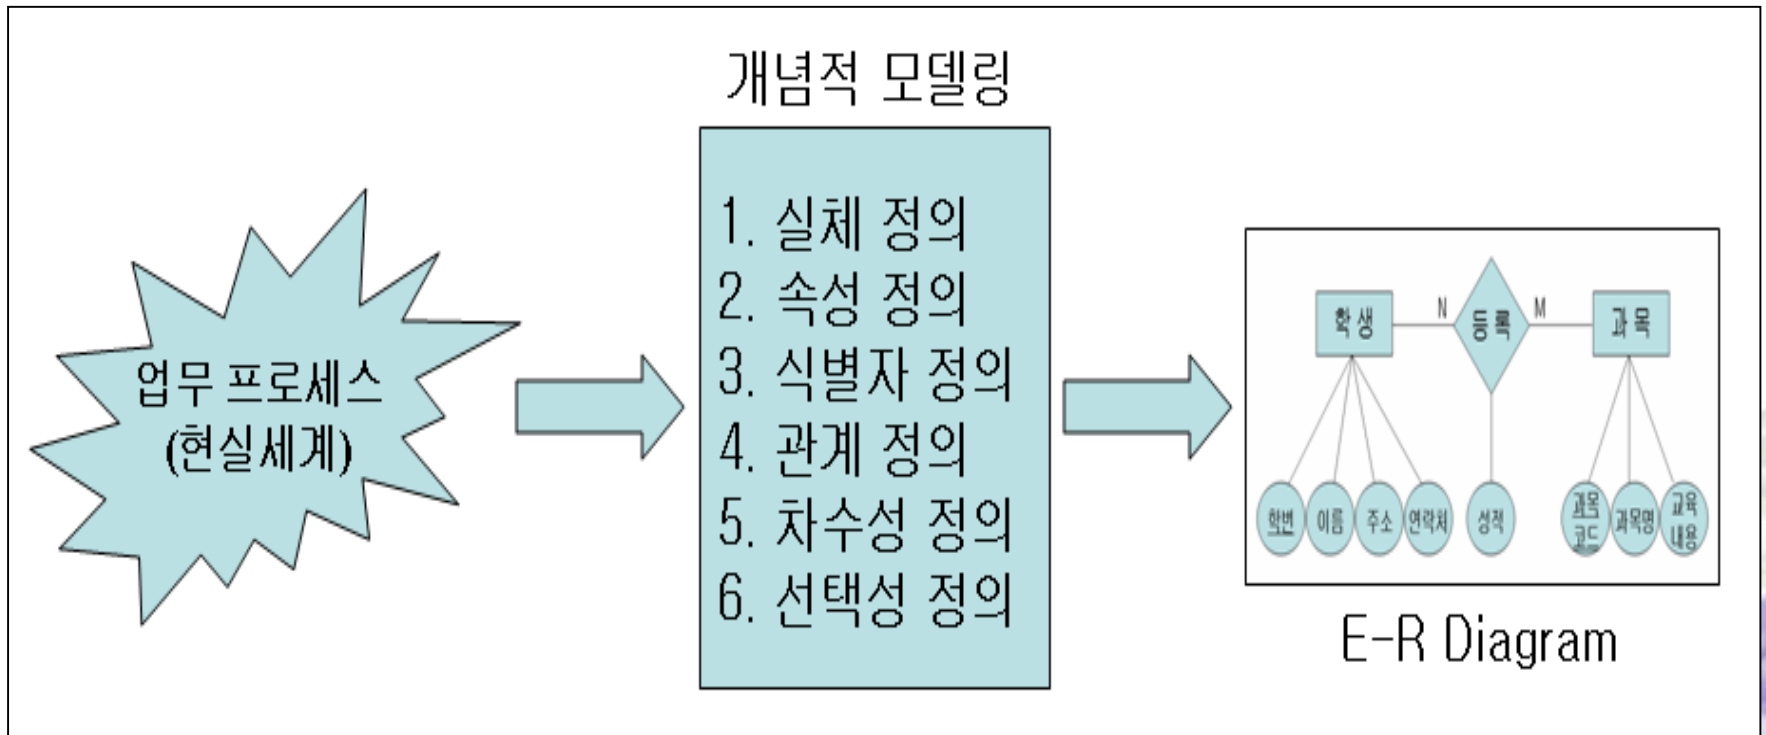 개념적 모델링
업무 프로세스
(현실세계)
1. 실체 정의
2. 속성 정의
3. 식별자 정의
4. 관계 정의
5. 차수성 정의
6. 선택성 정의
학생 N 등록 M 과목
학번 이름 주소 연락처 성적 과목 과목명 교육
코드 내용
E-R Diagram